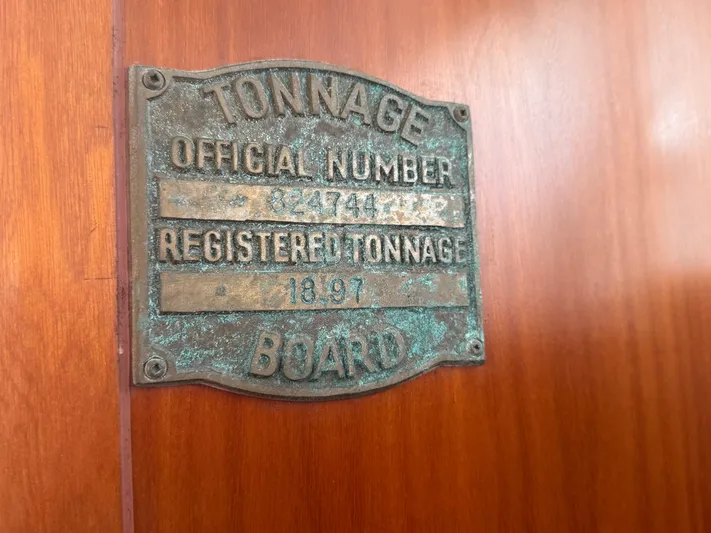 TONNAGE
OFFICIAL NUMBER
324744
REGISTERED TONNAGE
18.97
BOARD